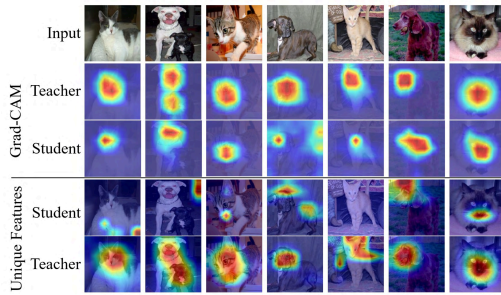 Input
Grad-CAM
Teacher
Student
Unique Features
Student
Teacher